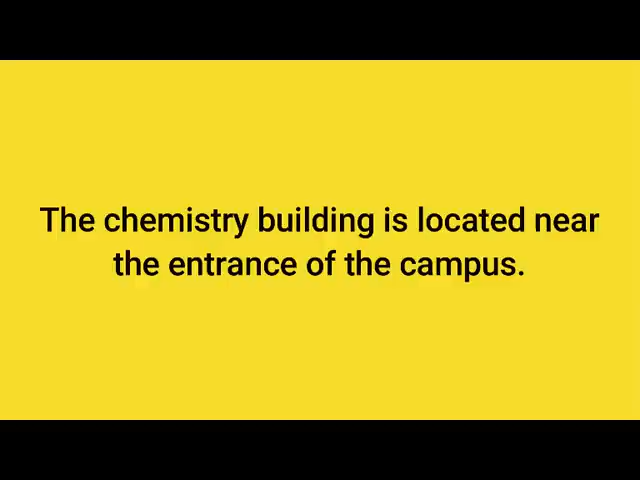 The chemistry building is located near
the entrance of the campus.